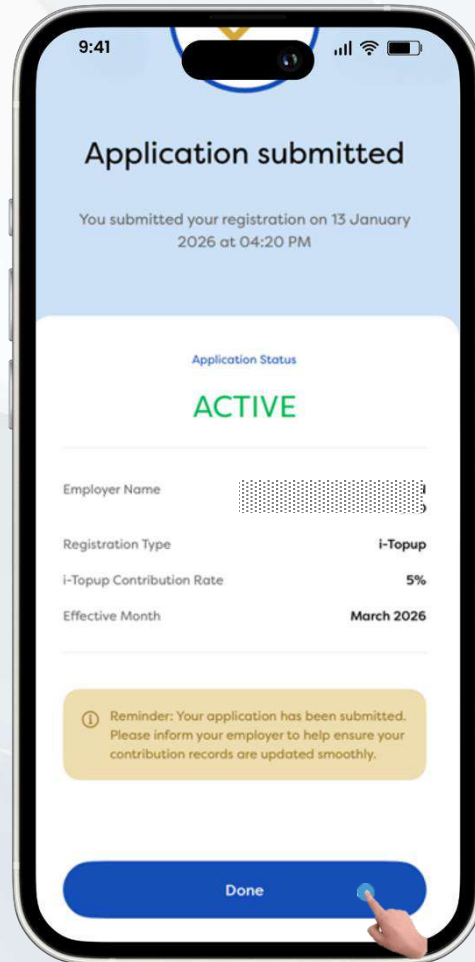 9:41
Application submitted
You submitted your registration on 13 January
2026 at 04:20 PM
Application Status
ACTIVE
Employer Name
Registration Type i-Topup
i-Topup Contribution Rate 5%
Effective Month March 2026
Reminder: Your application has been submitted.
Please inform your employer to help ensure your
contribution records are updated smoothly.
Done